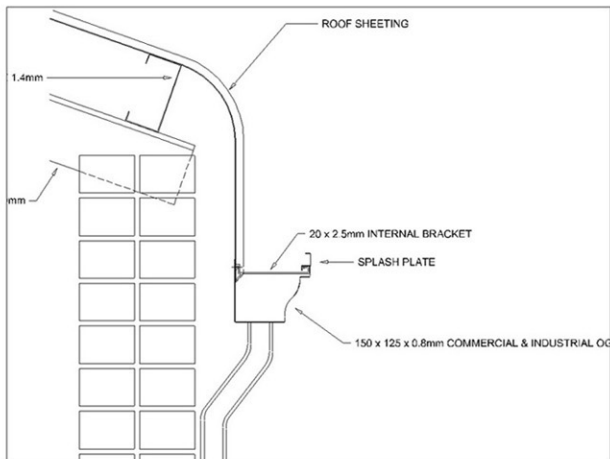 ROOF SHEETING
1.4mm
mm
20 x 2.5mm INTERNAL BRACKET
SPLASH PLATE
150 x 125 x 0.8mm COMMERCIAL & INDUSTRIAL OG